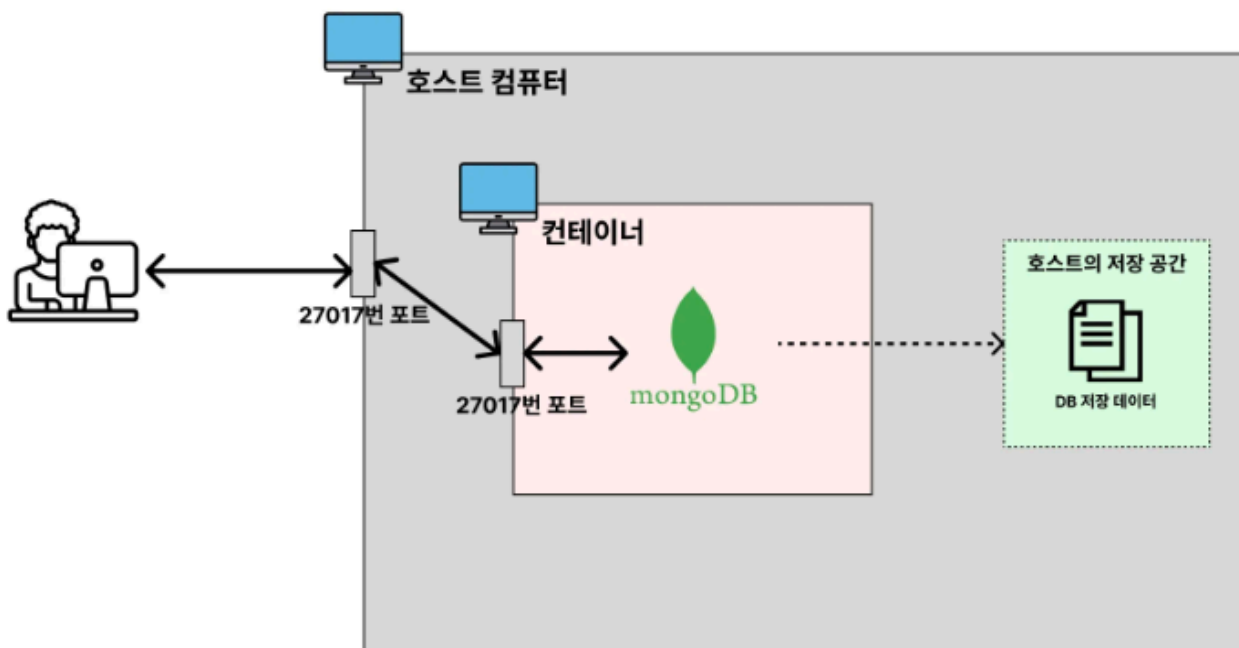 호스트 컴퓨터
컨테이너
호스트의 저장 공간
27017번 포트
mongoDB
27017번 포트
DB 저장 데이터